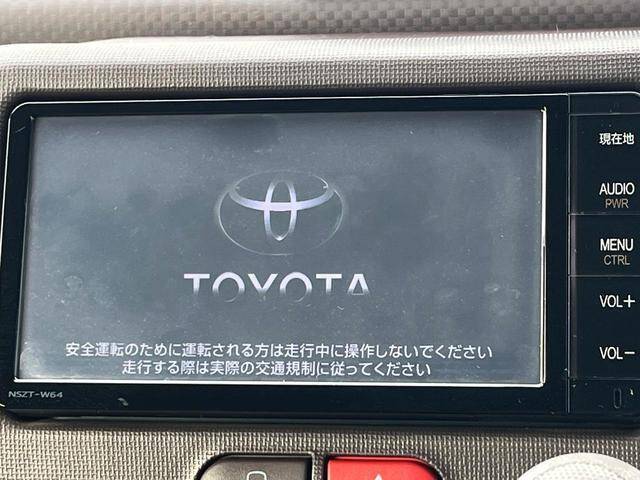 TOYOTA
安全運転のために運転される方は走行中に操作しないでください
走行する際は実際の交通規制に従ってください
NSZT-W64
現在地
AUDIO
PWR
MENU
CTRL
VOL+
VOL-